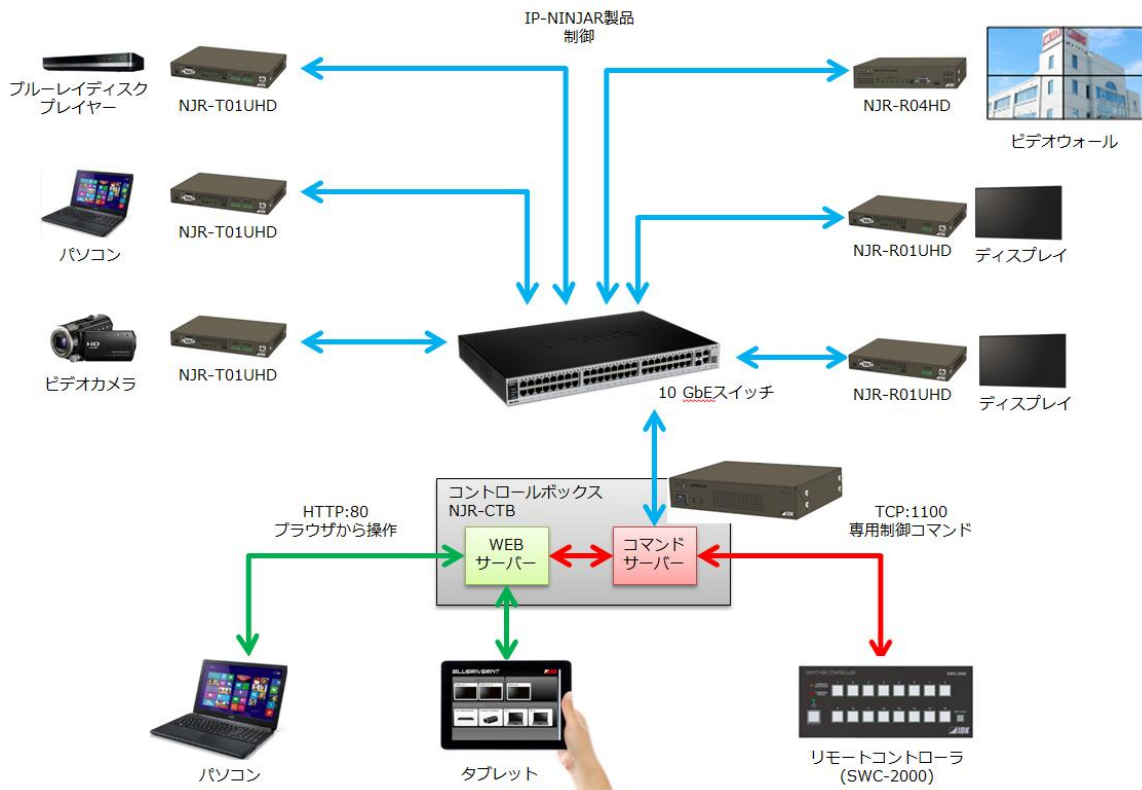 IP-NINJAR製品
制御
ブルーレイディスク
プレイヤー
NJR-T01UHD
NJR-R04HD
ビデオウォール
パソコン
NJR-T01UHD
NJR-R01UHD
ディスプレイ
ビデオカメラ
NJR-T01UHD
10 GbEスイッチ
NJR-R01UHD
ディスプレイ
コントロールボックス
NJR-CTB
HTTP:80
ブラウザから操作
TCP:1100
専用制御コマンド
WEB
サーバー
コマンド
サーバー
パソコン
タブレット
リモートコントローラ
(SWC-2000)
SWITCHER CONTROLLER
SWC-2000
IDK